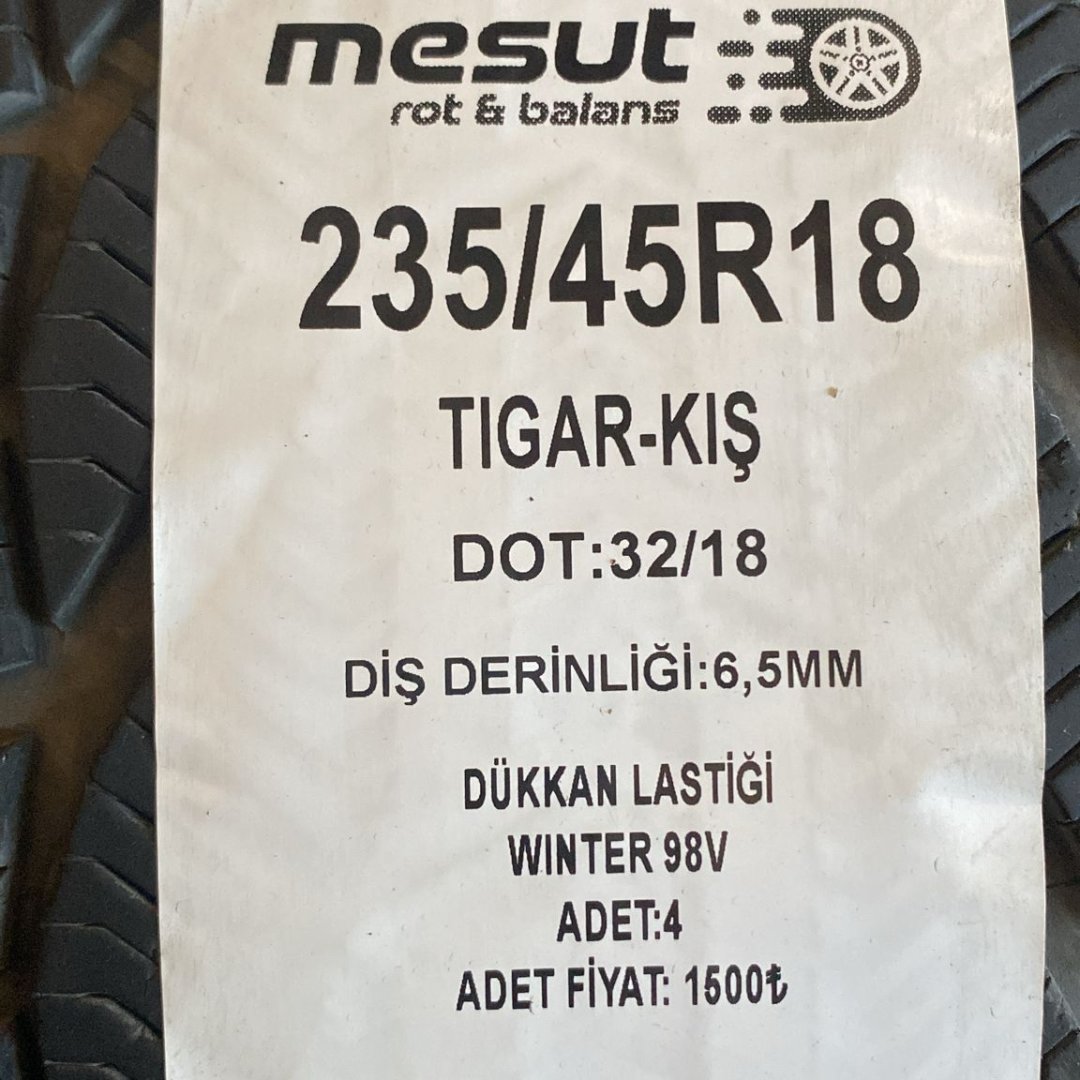 mesut
rot & balans
235/45R18
TIGAR-KIŞ
DOT:32/18
DİŞ DERİNLİĞİ:6,5MM
DÜKKAN LASTİĞİ
WINTER 98V
ADET:4
ADET FİYAT: 1500₺